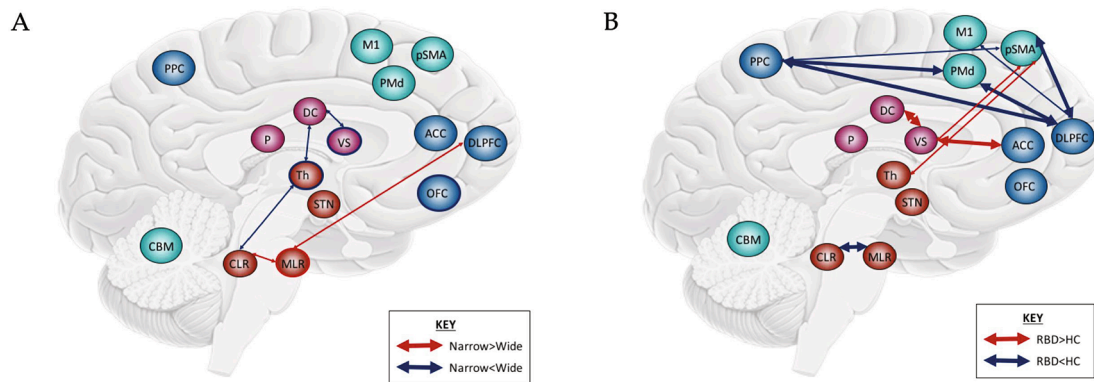 A
PPC
M1
pSMA
PMd
DC
P
VS
ACC
DLPFC
Th
OFC
STN
CBM
CLR
MLR
KEY
Narrow>Wide
Narrow<Wide
B
M1
pSMA
PPC
PMd
DC
P
VS
DLPFC
ACC
Th
OFC
STN
CBM
CLR
MLR
KEY
RBD>HC
RBD<HC